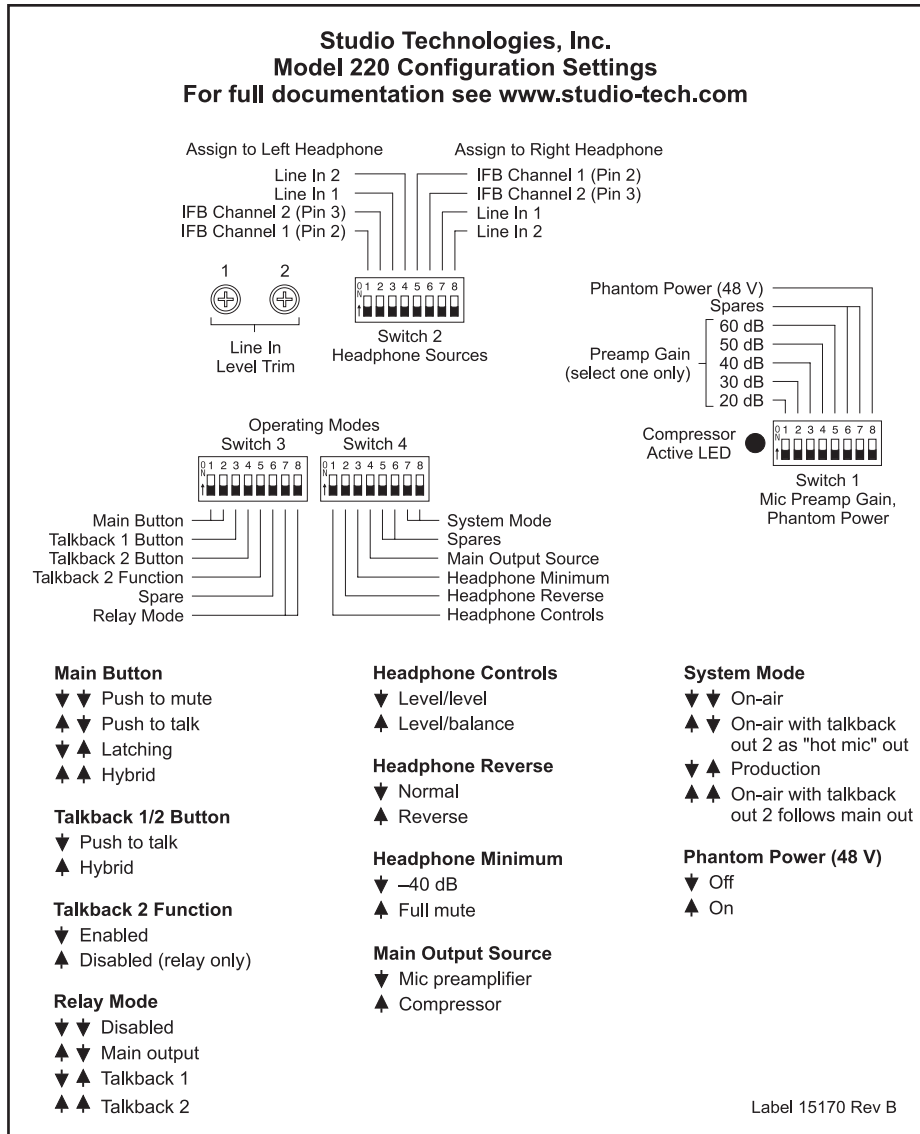 Studio Technologies, Inc.
Model 220 Configuration Settings
For full documentation see www.studio-tech.com
Assign to Left Headphone
Line In 2
Line In 1
IFB Channel 2 (Pin 3)
IFB Channel 1 (Pin 2)
Assign to Right Headphone
IFB Channel 1 (Pin 2)
IFB Channel 2 (Pin 3)
Line In 1
Line In 2
1 2
Line In
Level Trim
ON 1 2 3 4 5 6 7 8
Switch 2
Headphone Sources
Phantom Power (48 V)
Spares
60 dB
50 dB
40 dB
30 dB
20 dB
Preamp Gain
(select one only)
Compressor
Active LED
ON 1 2 3 4 5 6 7 8
Switch 1
Mic Preamp Gain,
Phantom Power
Operating Modes
Switch 3 Switch 4
ON 1 2 3 4 5 6 7 8
ON 1 2 3 4 5 6 7 8
Main Button
Talkback 1 Button
Talkback 2 Button
Talkback 2 Function
Spare
Relay Mode
System Mode
Spares
Main Output Source
Headphone Minimum
Headphone Reverse
Headphone Controls
Main Button
▼ ▼ Push to mute
▲ ▼ Push to talk
▼ ▲ Latching
▲ ▲ Hybrid
Talkback 1/2 Button
▼ Push to talk
▲ Hybrid
Talkback 2 Function
▼ Enabled
▲ Disabled (relay only)
Relay Mode
▼ ▼ Disabled
▲ ▼ Main output
▼ ▲ Talkback 1
▲ ▲ Talkback 2
Headphone Controls
▼ Level/level
▲ Level/balance
Headphone Reverse
▼ Normal
▲ Reverse
Headphone Minimum
▼ –40 dB
▲ Full mute
Main Output Source
▼ Mic preamplifier
▲ Compressor
System Mode
▼ ▼ On-air
▲ ▼ On-air with talkback
out 2 as "hot mic" out
▼ ▲ Production
▲ ▲ On-air with talkback
out 2 follows main out
Phantom Power (48 V)
▼ Off
▲ On
Label 15170 Rev B